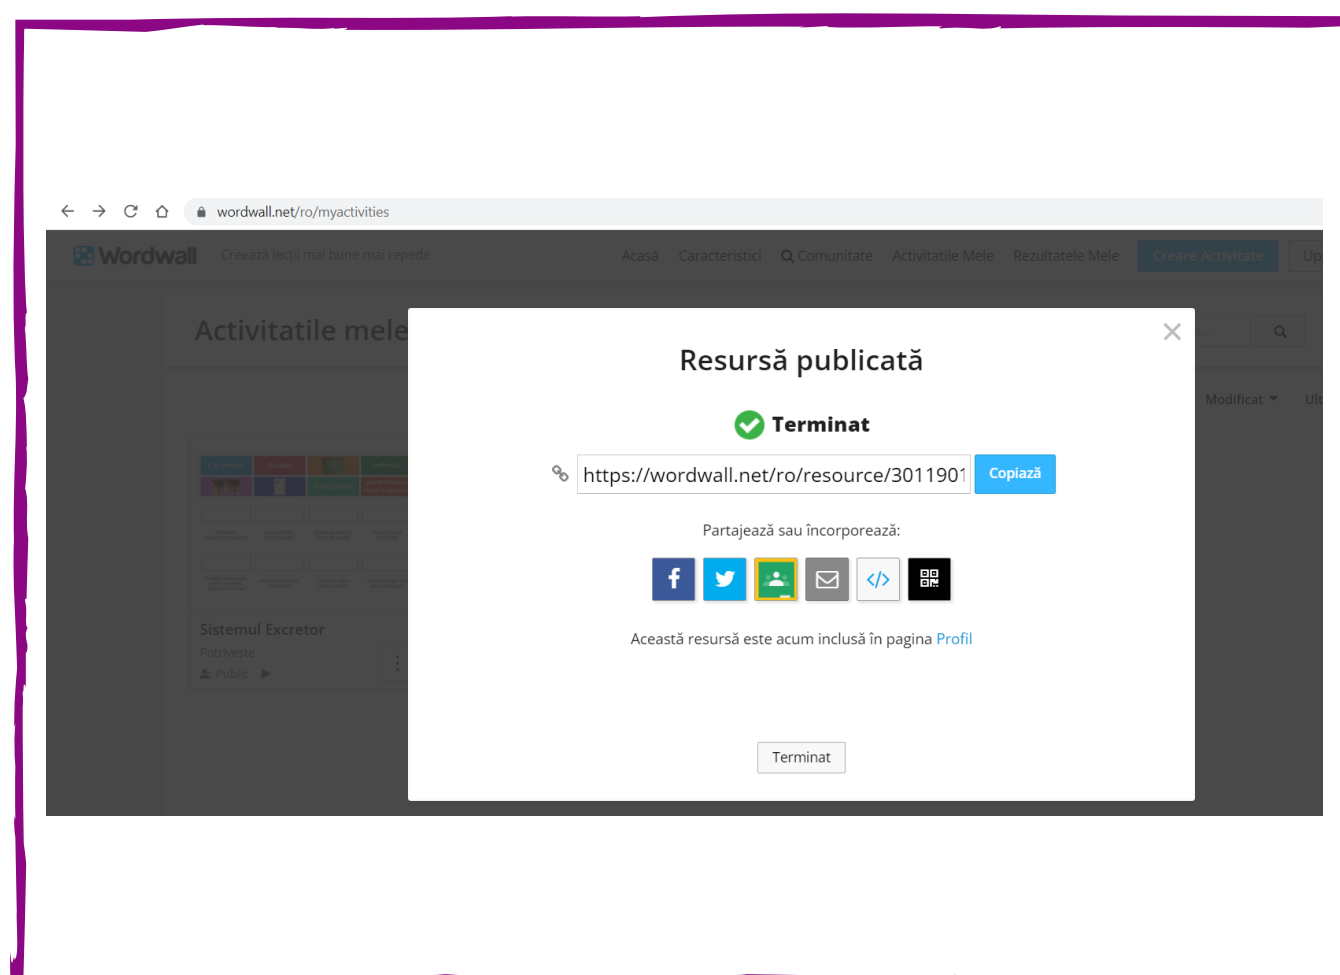 wordwall.net/ro/myactivities
Wordwall Creează lecții mai bune mai repede Acasă Caracteristici Comunitate Activitatile Mele Rezultatele Mele Creare Activitate Up
Activitatile mele
Resursă publicată
Modificat Ult
Terminat
https://wordwall.net/ro/resource/3011901
Copiază
Partajează sau încorporează:
Sistemul Excretor
Această resursă este acum inclusă în pagina Profil
Potrivește
Public
Terminat